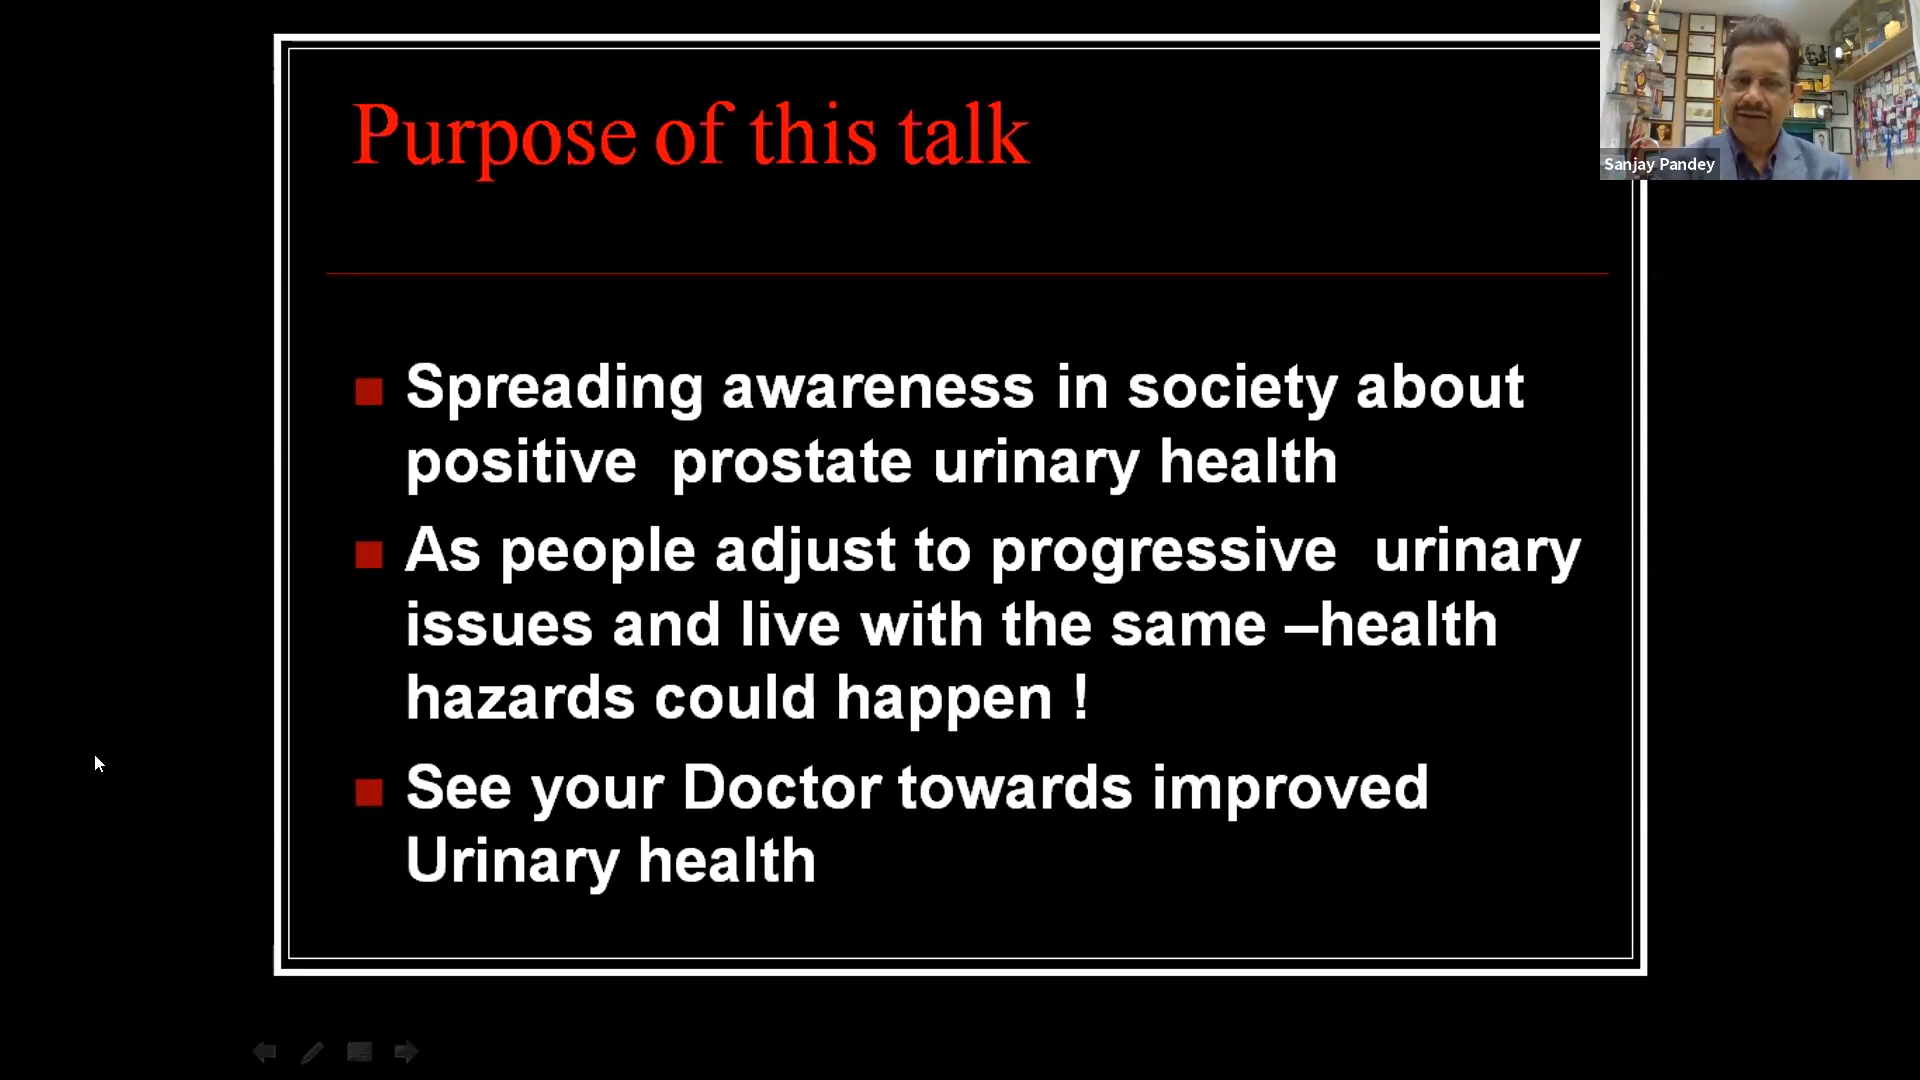 Purpose of this talk
Sanjay Pandey
Spreading awareness in society about
positive prostate urinary health
As people adjust to progressive urinary
issues and live with the same –health
hazards could happen !
See your Doctor towards improved
Urinary health